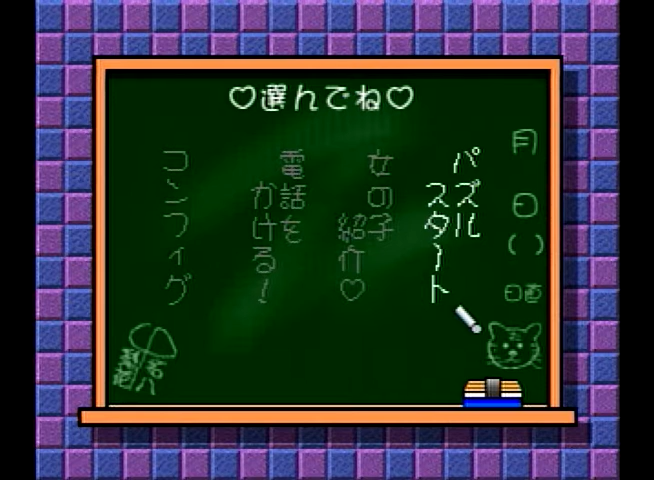 ♡選んでね♡
月
日
( )
日直
パズル
スタート
女の子
紹介♡
電話を
かける!
コンフィグ